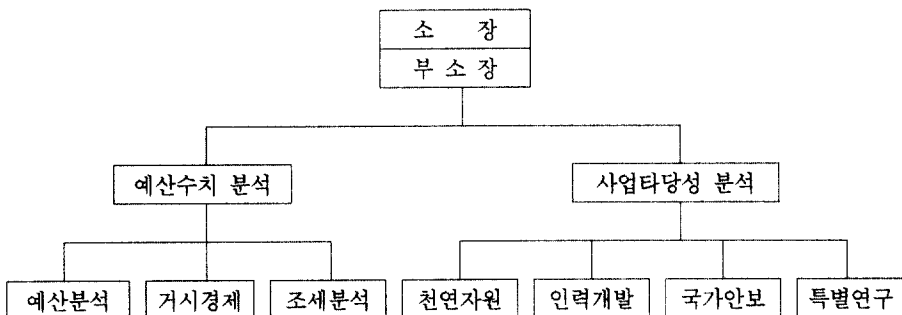 소 장
부 소 장
예산수치 분석
사업타당성 분석
예산분석
거시경제
조세분석
천연자원
인력개발
국가안보
특별연구